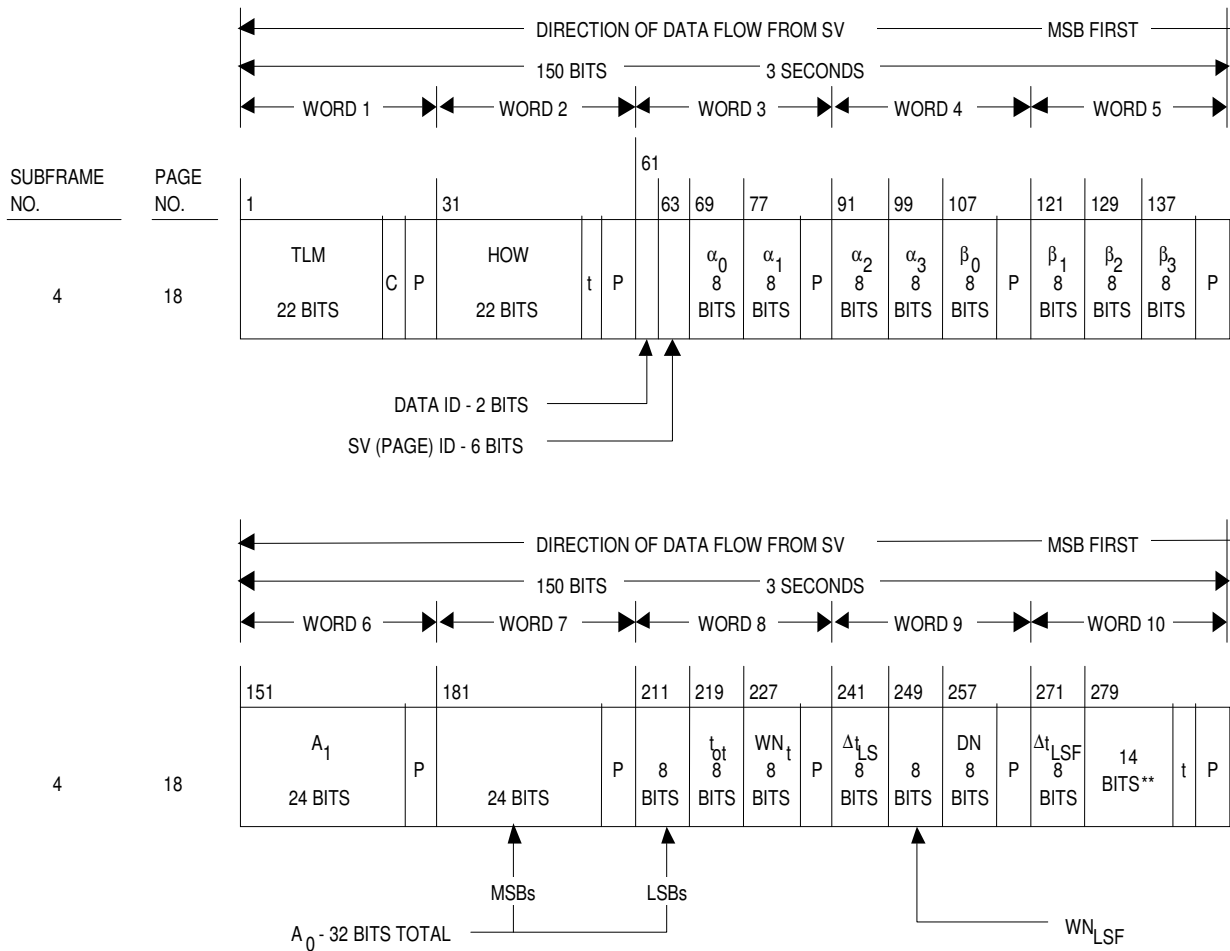 DIRECTION OF DATA FLOW FROM SV MSB FIRST
150 BITS 3 SECONDS
WORD 1 WORD 2 WORD 3 WORD 4 WORD 5
SUBFRAME NO. PAGE NO.
61
1 31 63 69 77 91 99 107 121 129 137
4 18
TLM 22 BITS C P HOW 22 BITS t P α0 8 BITS α1 8 BITS P α2 8 BITS α3 8 BITS β0 8 BITS P β1 8 BITS β2 8 BITS β3 8 BITS P
DATA ID - 2 BITS
SV (PAGE) ID - 6 BITS
DIRECTION OF DATA FLOW FROM SV MSB FIRST
150 BITS 3 SECONDS
WORD 6 WORD 7 WORD 8 WORD 9 WORD 10
151 181 211 219 227 241 249 257 271 279
4 18
A1 24 BITS P 24 BITS P 8 BITS tot 8 BITS WNt 8 BITS P ΔtLS 8 BITS 8 BITS DN 8 BITS P ΔtLSF 8 BITS 14 BITS** t P
MSBs LSBs
A0 - 32 BITS TOTAL
WNLSF